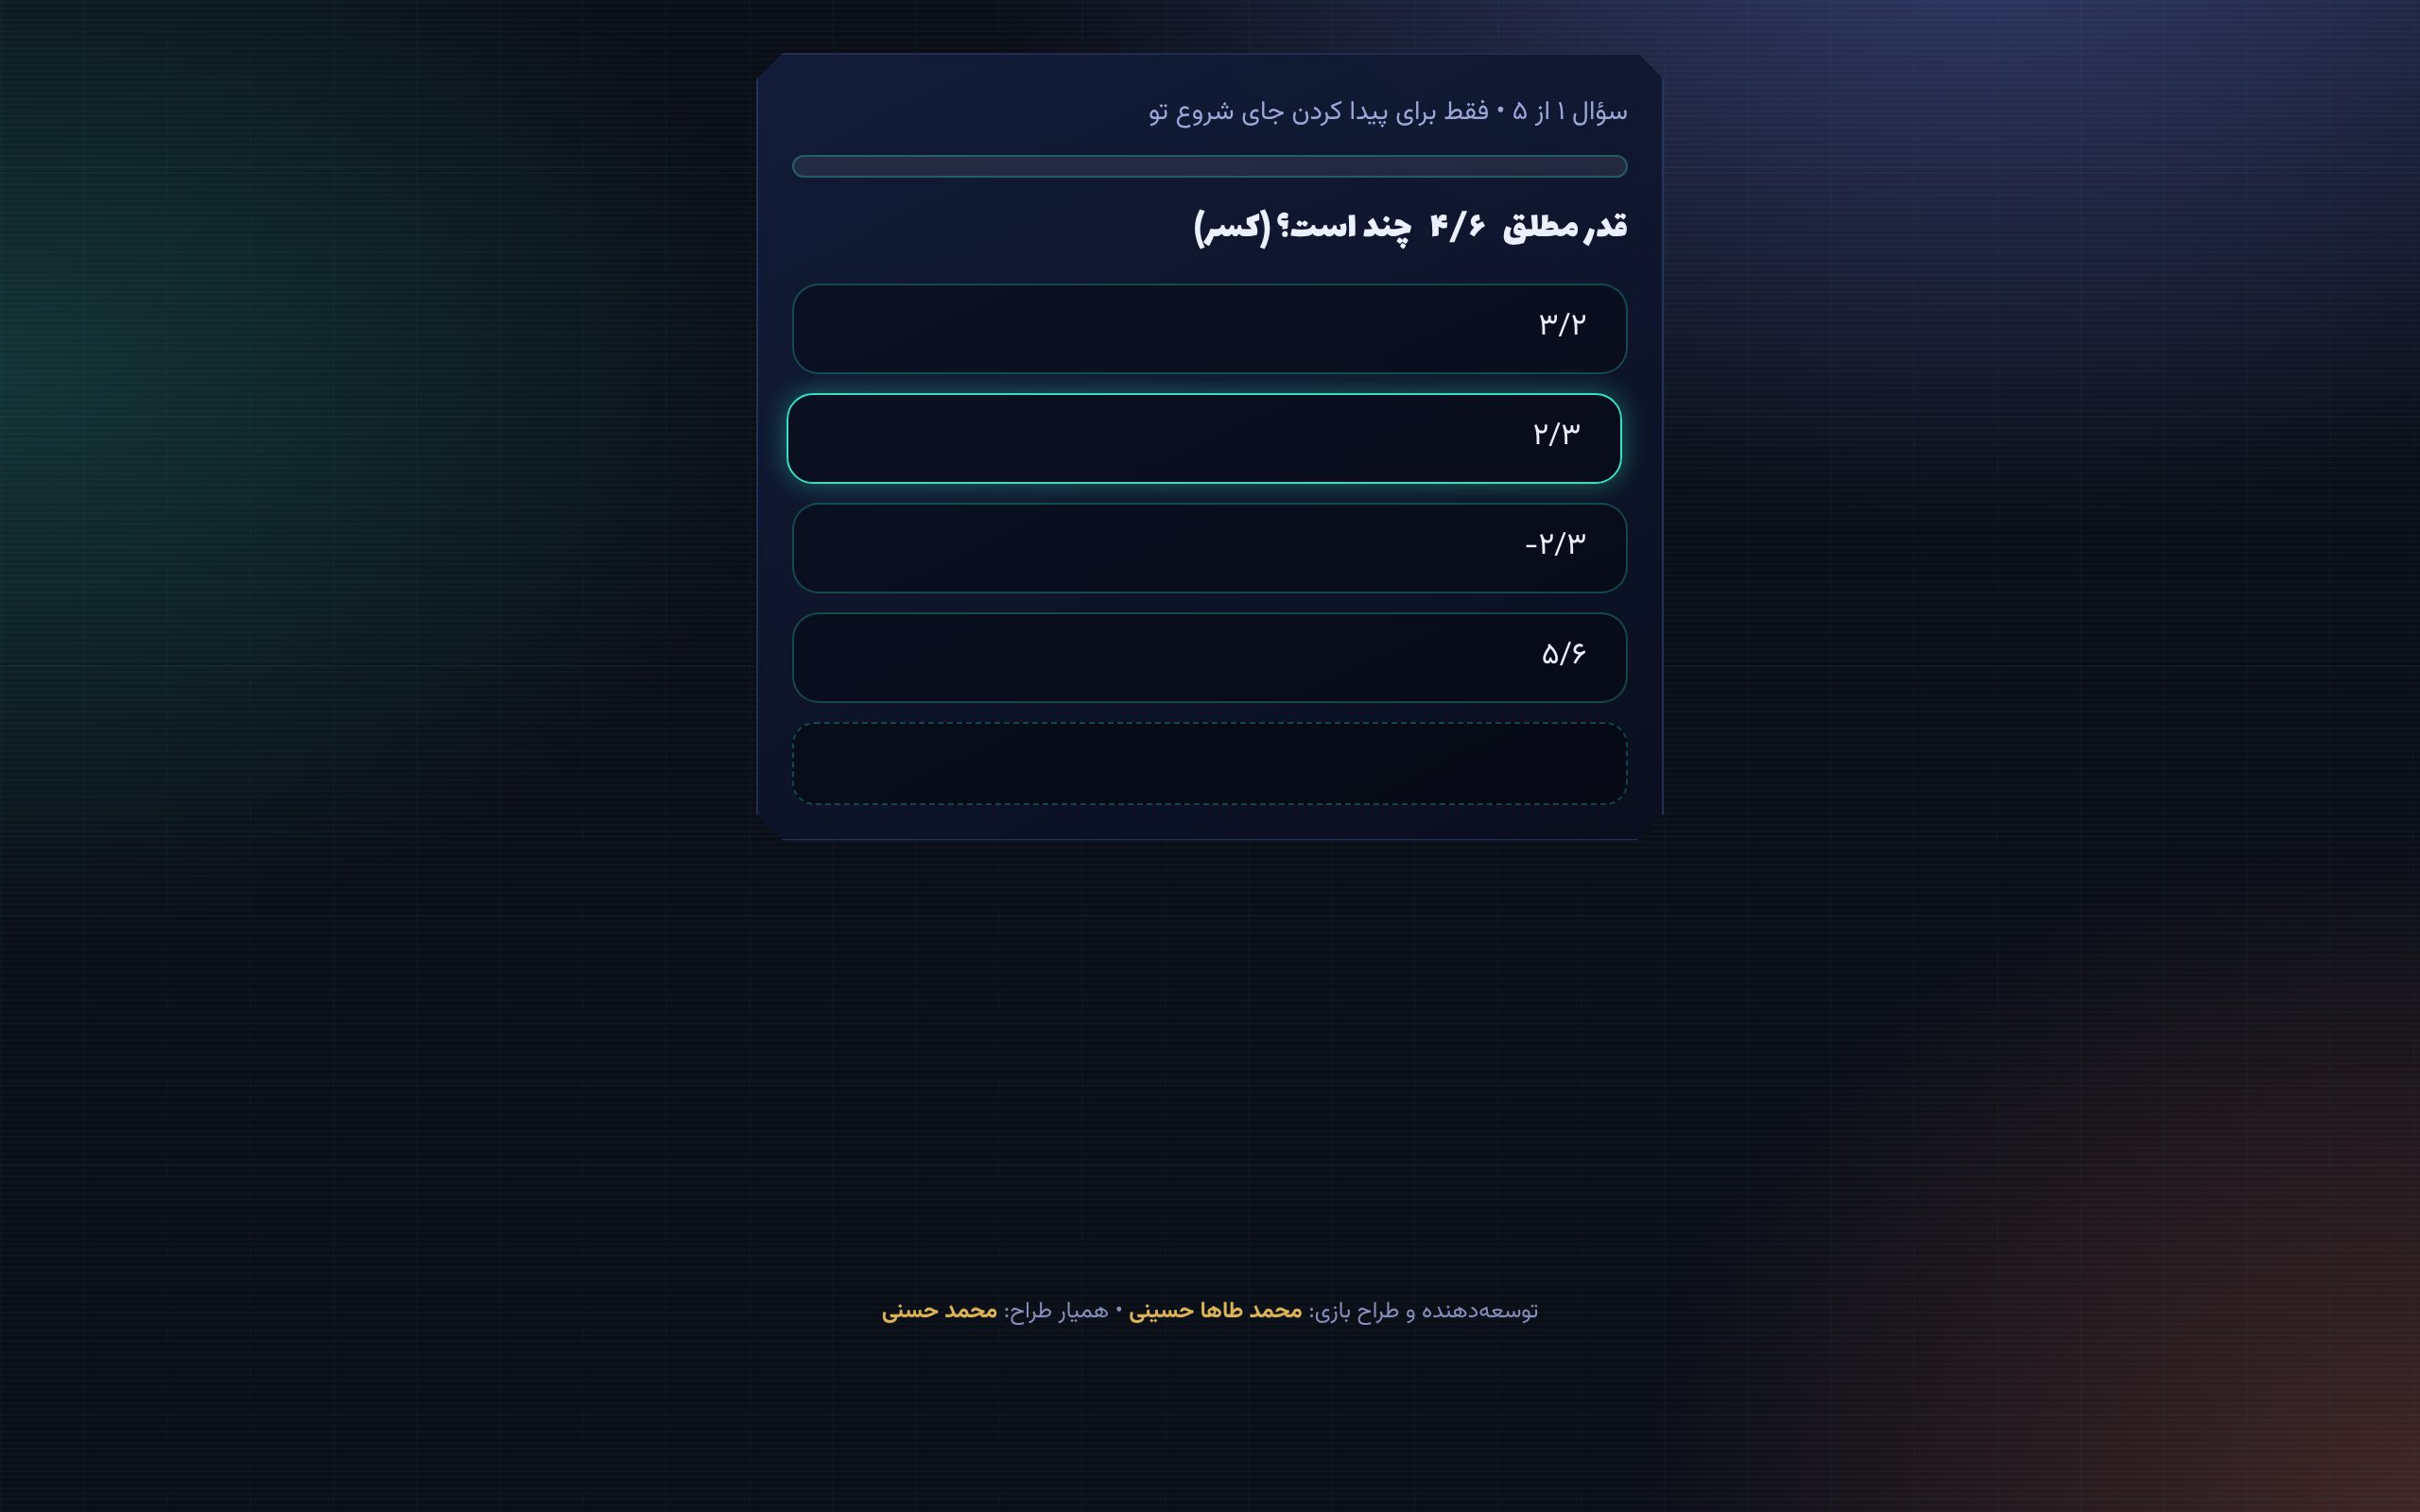 سؤال ۱ از ۵ • فقط برای پیدا کردن جای شروع تو
قدر مطلق ۴/۶ چند است؟ (کسر)
۳/۲
۲/۳
-۲/۳
۵/۶
توسعه‌دهنده و طراح بازی: محمد طاها حسینی • همیار طراح: محمد حسنی